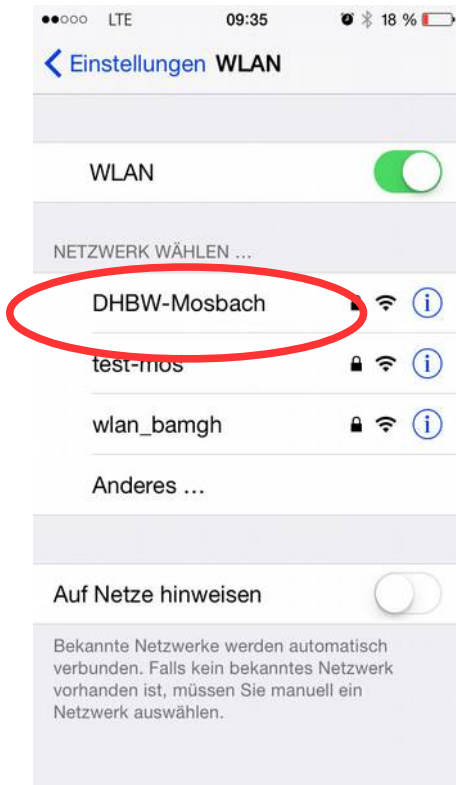 LTE 09:35 18 %
Einstellungen WLAN
WLAN
NETZWERK WÄHLEN ...
DHBW-Mosbach
test-mos
wlan_bamgh
Anderes ...
Auf Netze hinweisen
Bekannte Netzwerke werden automatisch
verbunden. Falls kein bekanntes Netzwerk
vorhanden ist, müssen Sie manuell ein
Netzwerk auswählen.